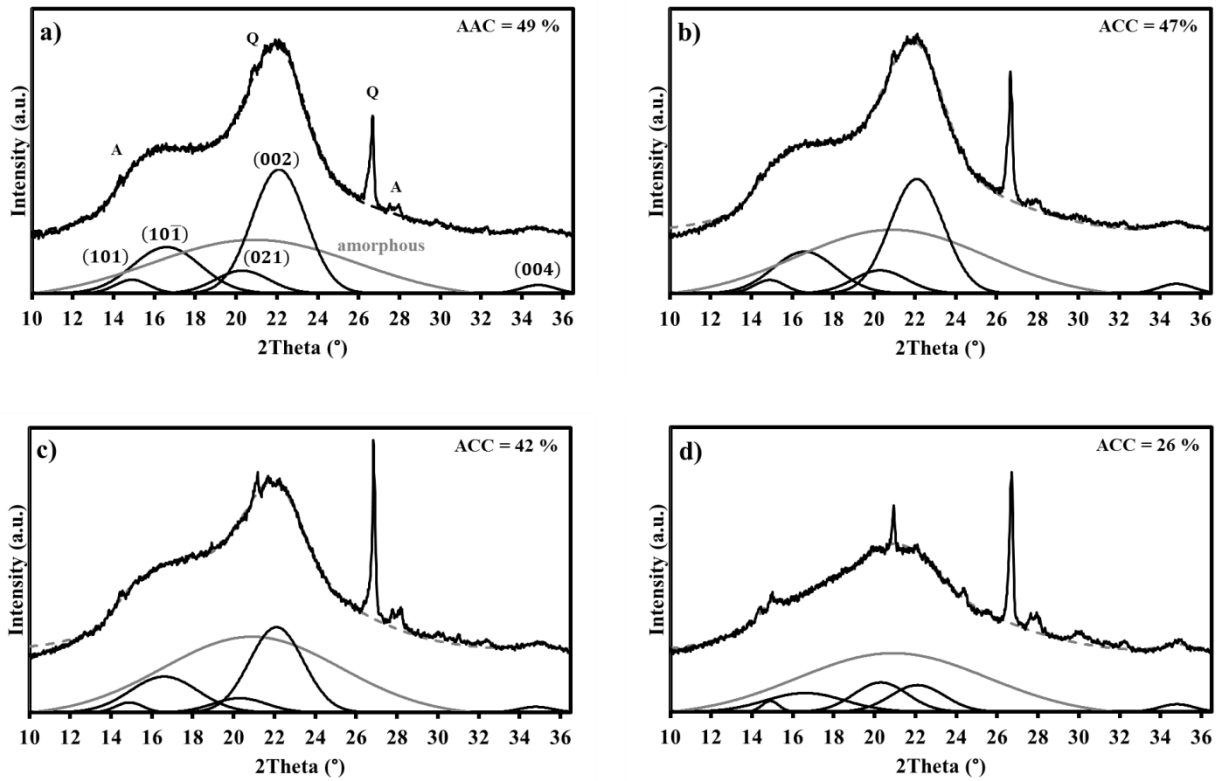 a)
AAC = 49 %
Q
Q
A
A
(002)
(101)
(101̅)
(021)
amorphous
(004)
Intensity (a.u.)
10 12 14 16 18 20 22 24 26 28 30 32 34 36
2Theta (°)
b)
ACC = 47%
Intensity (a.u.)
10 12 14 16 18 20 22 24 26 28 30 32 34 36
2Theta (°)
c)
ACC = 42 %
Intensity (a.u.)
10 12 14 16 18 20 22 24 26 28 30 32 34 36
2Theta (°)
d)
ACC = 26 %
Intensity (a.u.)
10 12 14 16 18 20 22 24 26 28 30 32 34 36
2Theta (°)